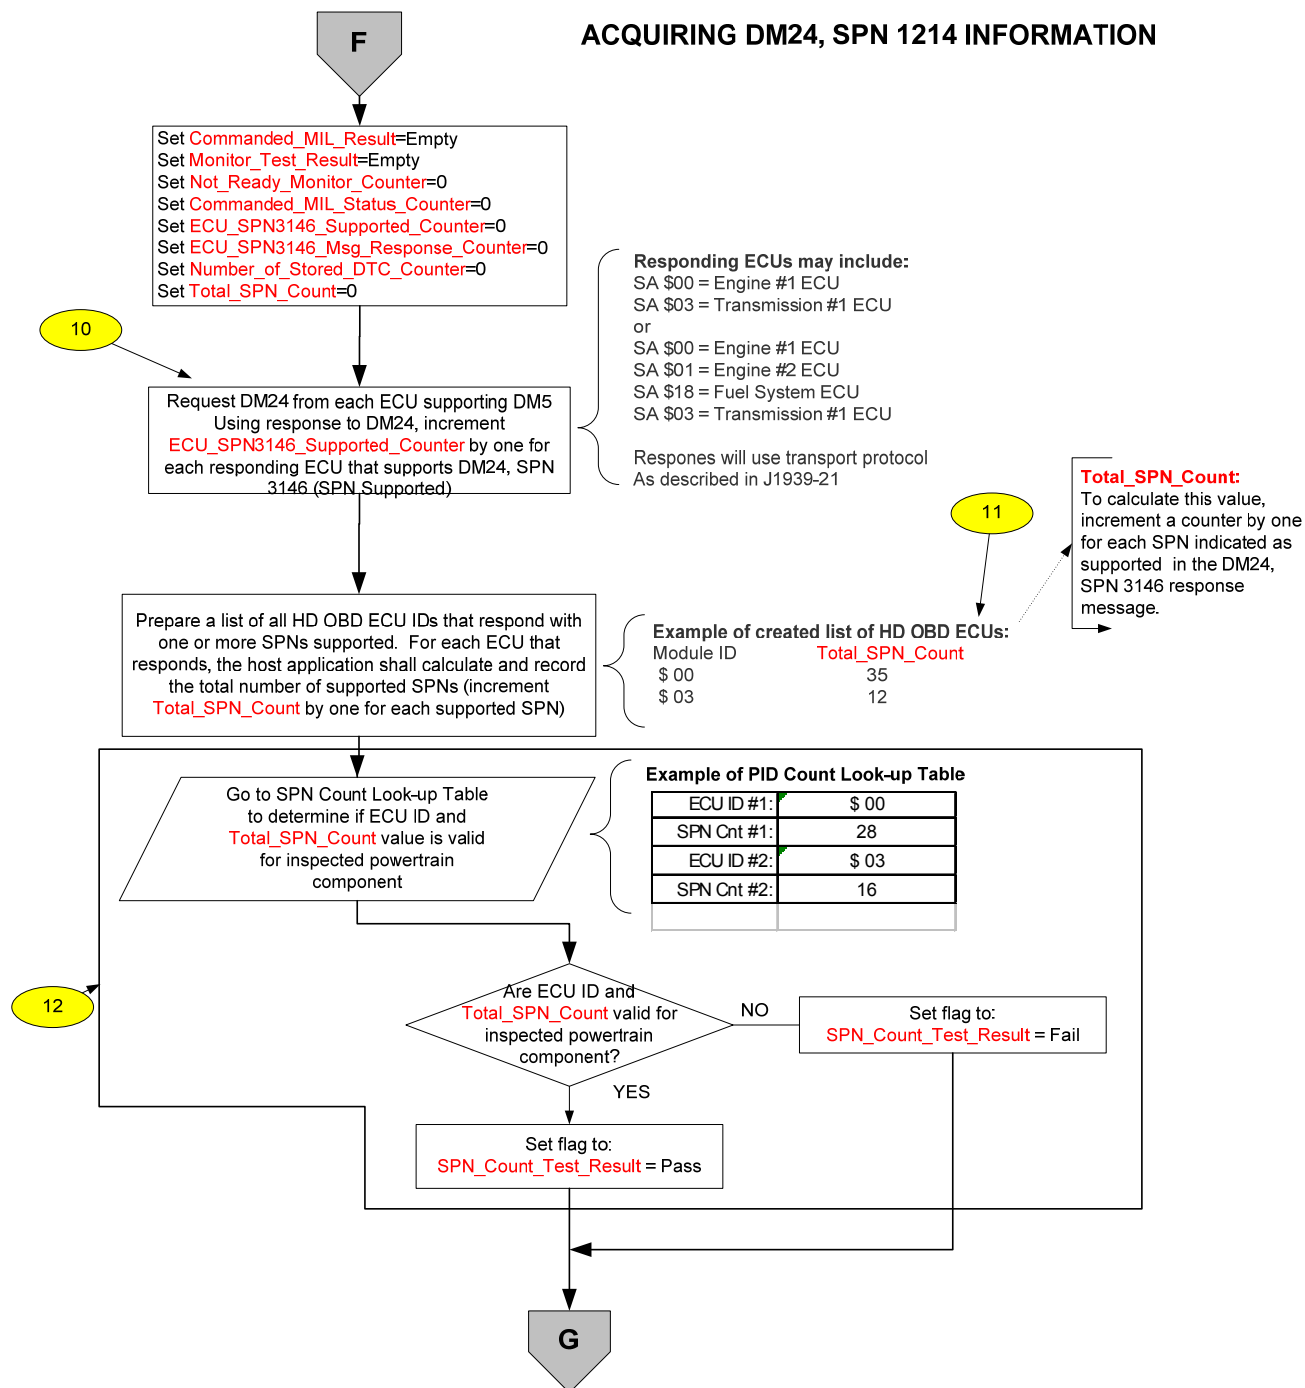 F
ACQUIRING DM24, SPN 1214 INFORMATION
Set Commanded_MIL_Result=Empty
Set Monitor_Test_Result=Empty
Set Not_Ready_Monitor_Counter=0
Set Commanded_MIL_Status_Counter=0
Set ECU_SPN3146_Supported_Counter=0
Set ECU_SPN3146_Msg_Response_Counter=0
Set Number_of_Stored_DTC_Counter=0
Set Total_SPN_Count=0
Responding ECUs may include:
SA $00 = Engine #1 ECU
SA $03 = Transmission #1 ECU
or
SA $00 = Engine #1 ECU
SA $01 = Engine #2 ECU
SA $18 = Fuel System ECU
SA $03 = Transmission #1 ECU
Respones will use transport protocol
As described in J1939-21
10
Request DM24 from each ECU supporting DM5
Using response to DM24, increment
ECU_SPN3146_Supported_Counter by one for
each responding ECU that supports DM24, SPN
3146 (SPN Supported)
11
Total_SPN_Count:
To calculate this value,
increment a counter by one
for each SPN indicated as
supported in the DM24,
SPN 3146 response
message.
Prepare a list of all HD OBD ECU IDs that respond with
one or more SPNs supported. For each ECU that
responds, the host application shall calculate and record
the total number of supported SPNs (increment
Total_SPN_Count by one for each supported SPN)
Example of created list of HD OBD ECUs:
Module ID Total_SPN_Count
$ 00 35
$ 03 12
Go to SPN Count Look-up Table
to determine if ECU ID and
Total_SPN_Count value is valid
for inspected powertrain
component
Example of PID Count Look-up Table
ECU ID #1: $ 00
SPN Cnt #1: 28
ECU ID #2: $ 03
SPN Cnt #2: 16
12
Are ECU ID and
Total_SPN_Count valid for
inspected powertrain
component?
NO
Set flag to:
SPN_Count_Test_Result = Fail
YES
Set flag to:
SPN_Count_Test_Result = Pass
G